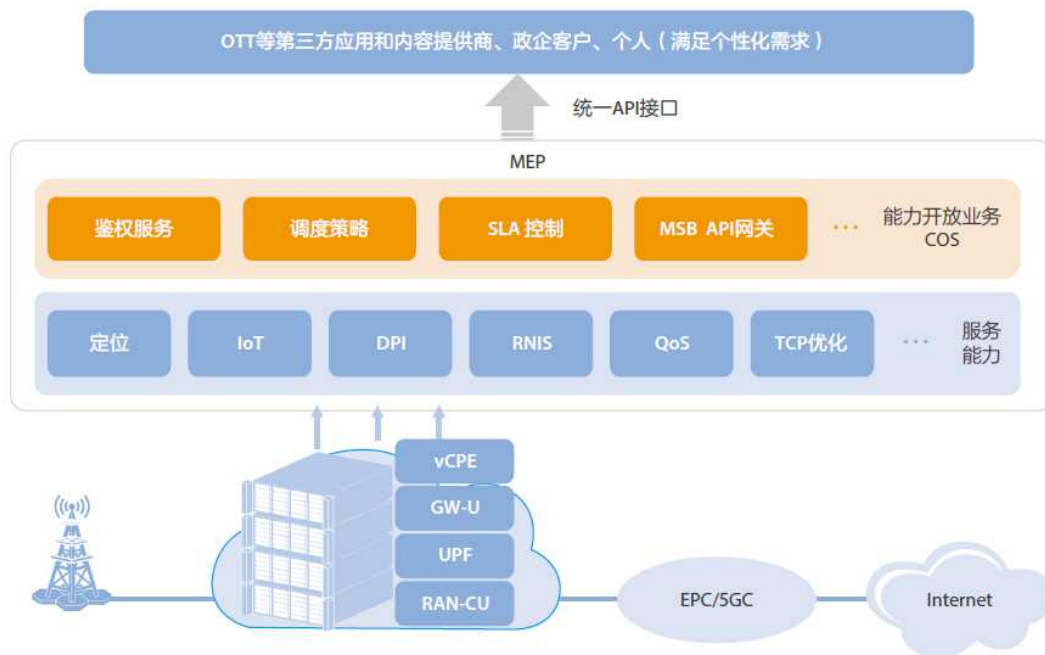 OTT等第三方应用和内容提供商、政企客户、个人（满足个性化需求）
统一API接口
MEP
鉴权服务
调度策略
SLA 控制
MSB API网关
···
能力开放业务
COS
定位
IoT
DPI
RNIS
QoS
TCP优化
···
服务
能力
vCPE
GW-U
UPF
RAN-CU
EPC/5GC
Internet